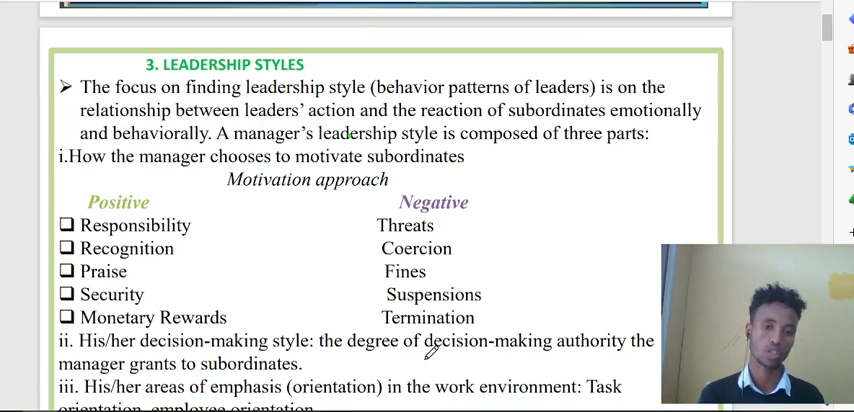 3. LEADERSHIP STYLES
➢ The focus on finding leadership style (behavior patterns of leaders) is on the
relationship between leaders’ action and the reaction of subordinates emotionally
and behaviorally. A manager’s leadership style is composed of three parts:
i.How the manager chooses to motivate subordinates
Motivation approach
Positive Negative
❑ Responsibility Threats
❑ Recognition Coercion
❑ Praise Fines
❑ Security Suspensions
❑ Monetary Rewards Termination
ii. His/her decision-making style: the degree of decision-making authority the
manager grants to subordinates.
iii. His/her areas of emphasis (orientation) in the work environment: Task
orientation, employee orientation